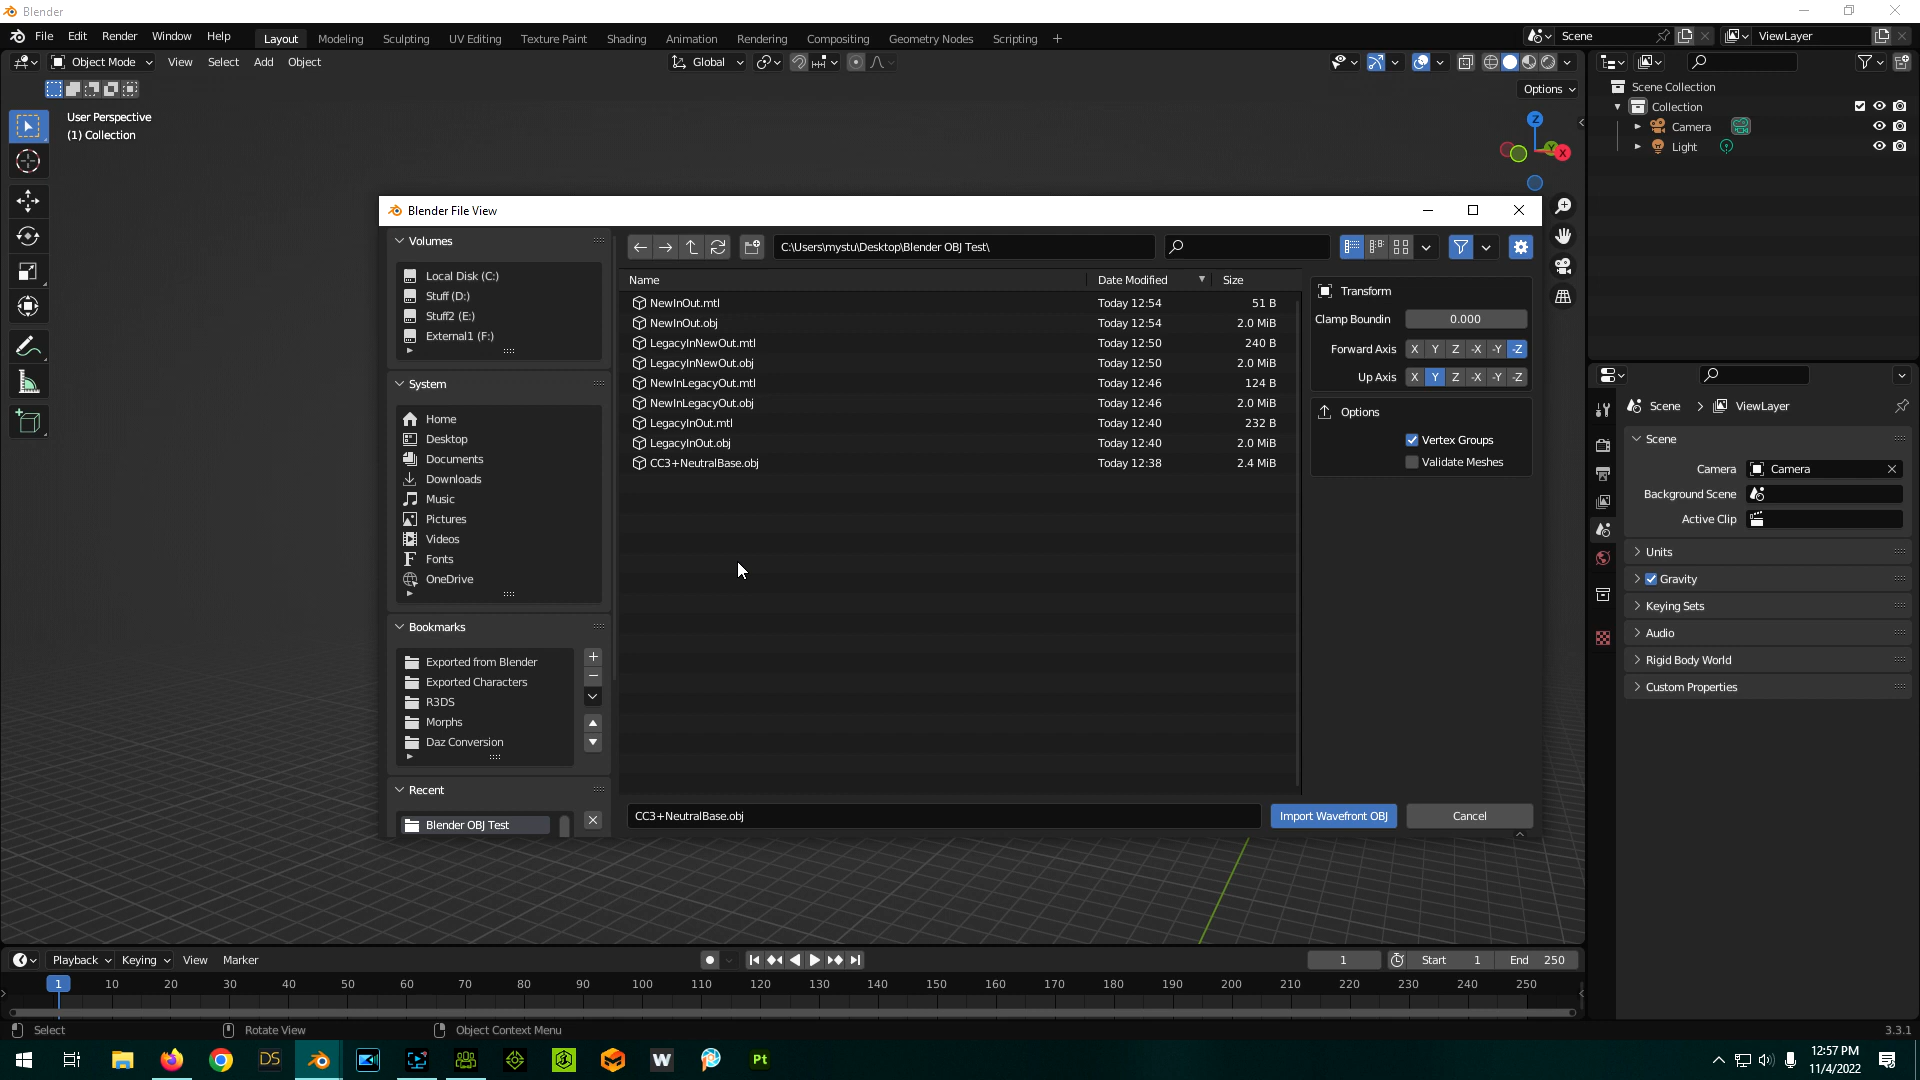 Blender
File Edit Render Window Help Layout Modeling Sculpting UV Editing Texture Paint Shading Animation Rendering Compositing Geometry Nodes Scripting + Scene ViewLayer
Object Mode View Select Add Object Global
Options
User Perspective
(1) Collection
Z
Y
X
Scene Collection
Collection
Camera
Light
Blender File View
Volumes
Local Disk (C:)
Stuff (D:)
Stuff2 (E:)
External1 (F:)
System
Home
Desktop
Documents
Downloads
Music
Pictures
Videos
Fonts
OneDrive
Bookmarks
Exported from Blender
Exported Characters
R3DS
Morphs
Daz Conversion
Recent
Blender OBJ Test
C:\Users\mystu\Desktop\Blender OBJ Test\
Name Date Modified Size
NewInOut.mtl Today 12:54 51 B
NewInOut.obj Today 12:54 2.0 MiB
LegacyInNewOut.mtl Today 12:50 240 B
LegacyInNewOut.obj Today 12:50 2.0 MiB
NewInLegacyOut.mtl Today 12:46 124 B
NewInLegacyOut.obj Today 12:46 2.0 MiB
LegacyInOut.mtl Today 12:40 232 B
LegacyInOut.obj Today 12:40 2.0 MiB
CC3+NeutralBase.obj Today 12:38 2.4 MiB
Transform
Clamp Boundin 0.000
Forward Axis X Y Z -X -Y -Z
Up Axis X Y Z -X -Y -Z
Options
Vertex Groups
Validate Meshes
CC3+NeutralBase.obj Import Wavefront OBJ Cancel
Scene > ViewLayer
Scene
Camera Camera
Background Scene
Active Clip
Units
Gravity
Keying Sets
Audio
Rigid Body World
Custom Properties
Playback Keying View Marker 1 Start 1 End 250
1 10 20 30 40 50 60 70 80 90 100 110 120 130 140 150 160 170 180 190 200 210 220 230 240 250
Select Rotate View Object Context Menu 3.3.1
DS W Pt
12:57 PM
11/4/2022